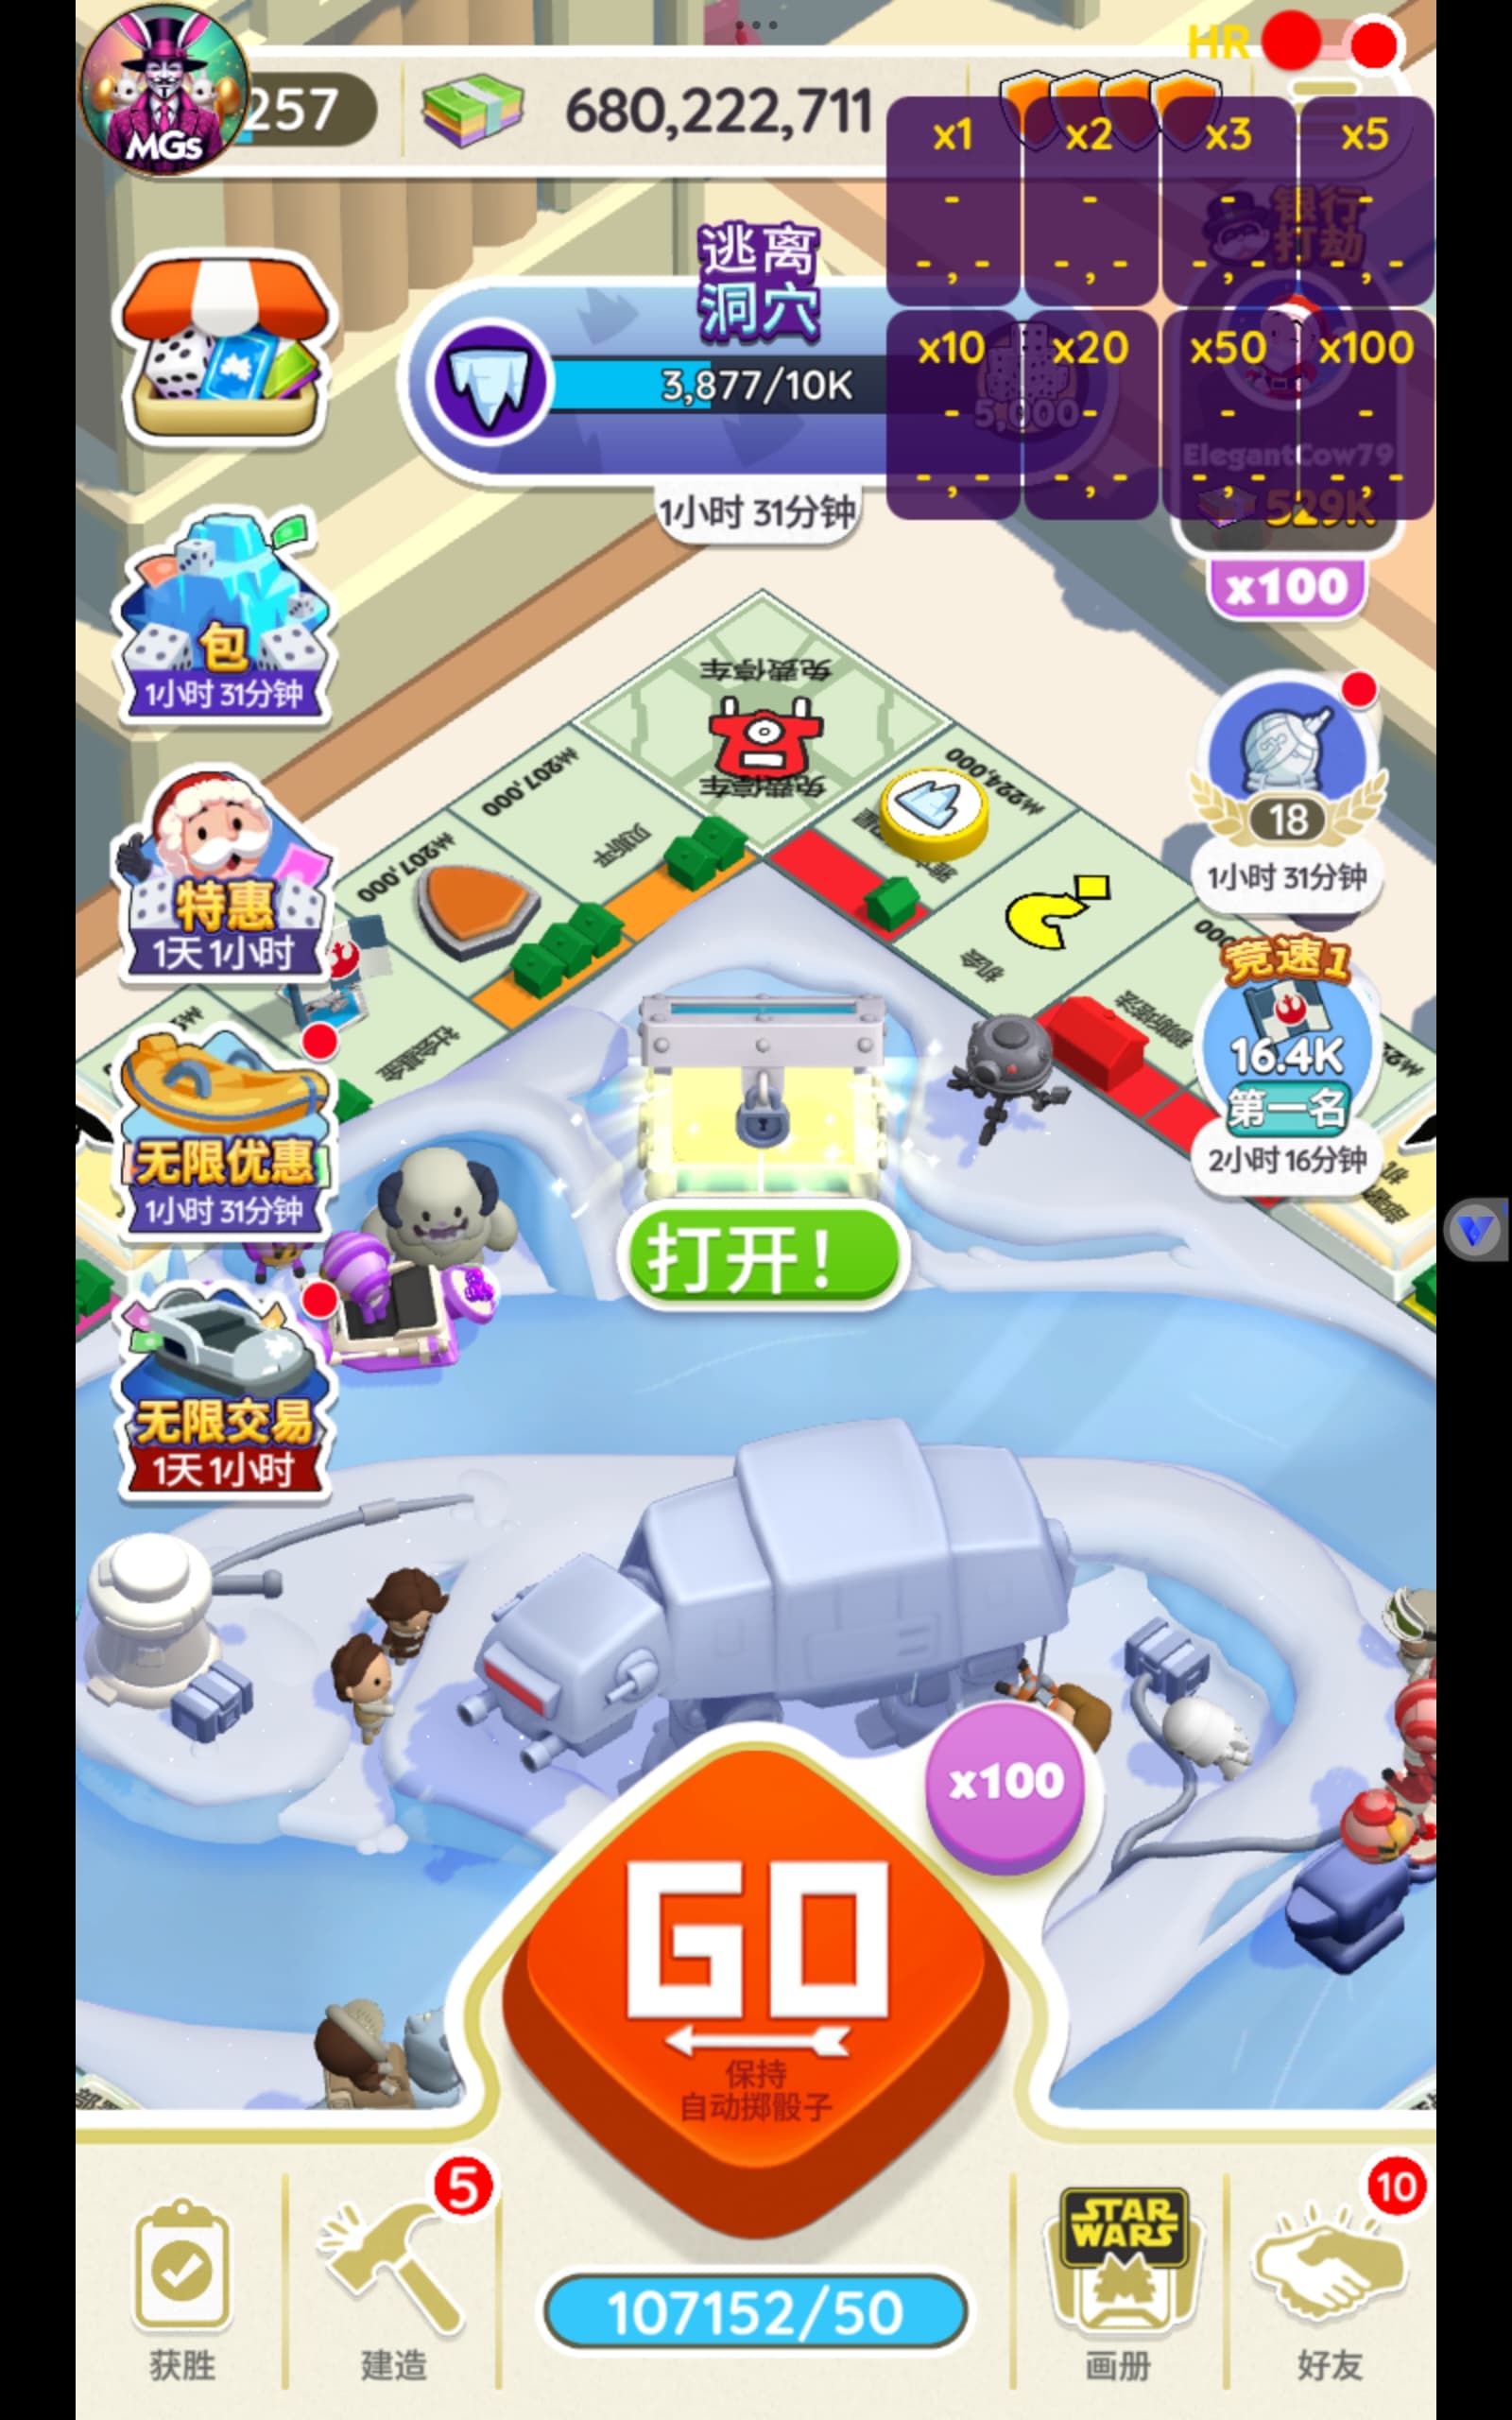 HR
MGs
257
680,222,711
x1
x2
x3
x5
-
-
-
-
-,-
-,-
-,-
-,-
银行
打劫
逃离
洞穴
3,877/10K
5,000
x10
x20
x50
x100
-
-
-
-
-,-
-,-
-,-
-,-
ElegantCow79
529K
x100
1小时 31分钟
包
1小时 31分钟
特惠
1天 1小时
无限优惠
1小时 31分钟
无限交易
1天 1小时
免费停车
免费停车
₩207,000
₩207,000
₩224,000
机会
18
1小时 31分钟
竞速1
16.4K
第一名
2小时 16分钟
打开!
x100
GO
保持
自动掷骰子
5
10
STAR
WARS
107152/50
获胜
建造
画册
好友